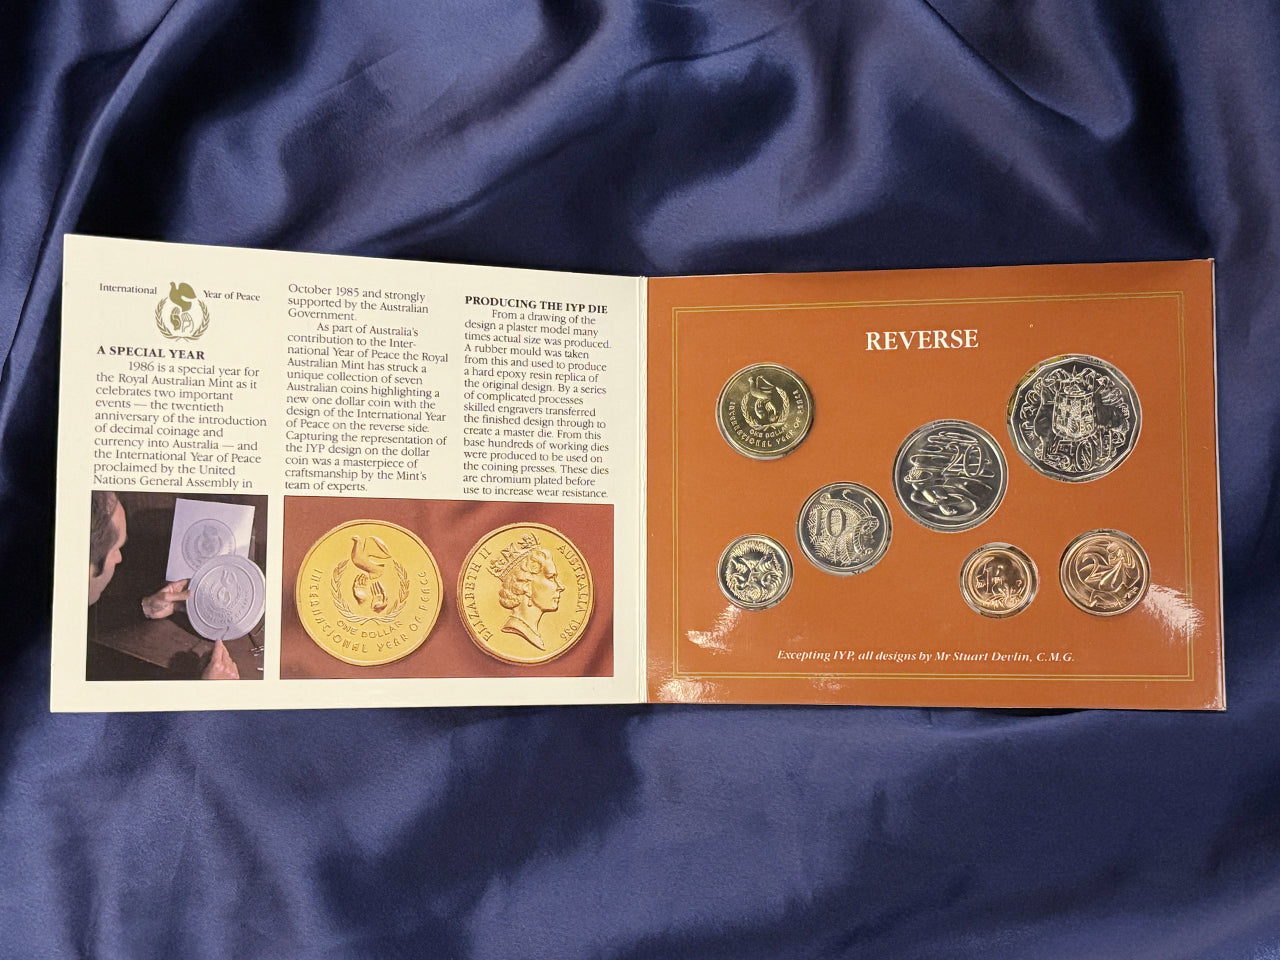 International Year of Peace
A SPECIAL YEAR
1986 is a special year for
the Royal Australian Mint as it
celebrates two important
events — the twentieth
anniversary of the introduction
of decimal coinage and
currency into Australia — and
the International Year of Peace
proclaimed by the United
Nations General Assembly in
October 1985 and strongly
supported by the Australian
Government.
As part of Australia's
contribution to the Inter-
national Year of Peace the Royal
Australian Mint has struck a
unique collection of seven
Australian coins highlighting a
new one dollar coin with the
design of the International Year
of Peace on the reverse side.
Capturing the representation of
the IYP design on the dollar
coin was a masterpiece of
craftsmanship by the Mint's
team of experts.
PRODUCING THE IYP DIE
From a drawing of the
design a plaster model many
times actual size was produced.
A rubber mould was taken
from this and used to produce
a hard epoxy resin replica of
the original design. By a series
of complicated processes
skilled engravers transferred
the finished design through to
create a master die. From this
base hundreds of working dies
were produced to be used on
the coining presses. These dies
are chromium plated before
use to increase wear resistance.
ONE DOLLAR
INTERNATIONAL YEAR OF PEACE
ELIZABETH II
AUSTRALIA 1986
REVERSE
ONE DOLLAR
INTERNATIONAL YEAR OF PEACE
20
10
5
2
Excepting IYP, all designs by Mr Stuart Devlin, C.M.G.